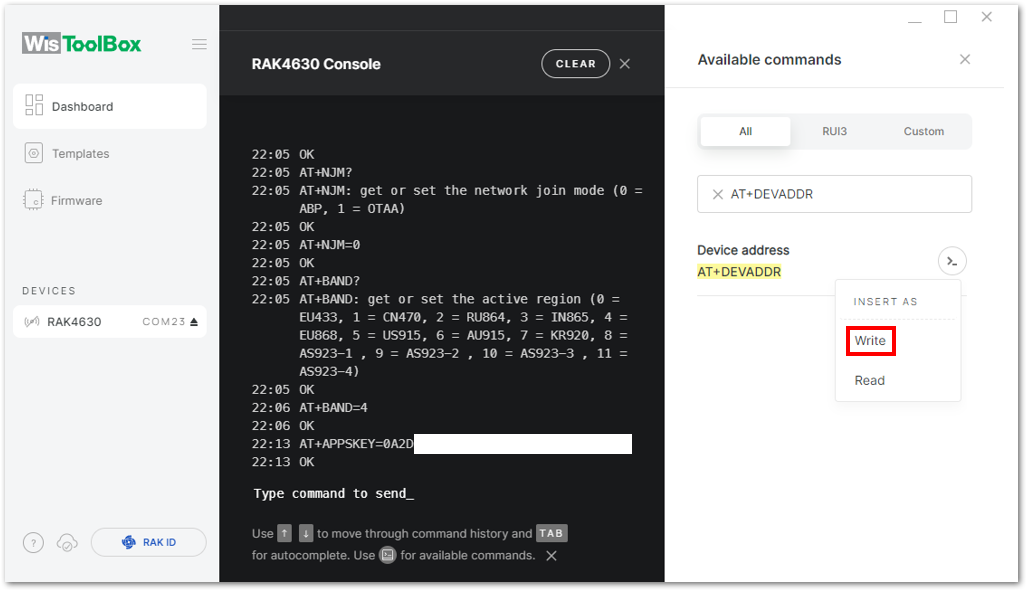 WisToolBox
Dashboard
Templates
Firmware
DEVICES
RAK4630 COM23
?
RAK ID
RAK4630 Console
CLEAR
22:05 OK
22:05 AT+NJM?
22:05 AT+NJM: get or set the network join mode (0 =
ABP, 1 = OTAA)
22:05 OK
22:05 AT+NJM=0
22:05 OK
22:05 AT+BAND?
22:05 AT+BAND: get or set the active region (0 =
EU433, 1 = CN470, 2 = RU864, 3 = IN865, 4 =
EU868, 5 = US915, 6 = AU915, 7 = KR920, 8 =
AS923-1 , 9 = AS923-2 , 10 = AS923-3 , 11 =
AS923-4)
22:05 OK
22:06 AT+BAND=4
22:06 OK
22:13 AT+APPSKEY=0A2D
22:13 OK
Type command to send_
Use ↑ ↓ to move through command history and TAB
for autocomplete. Use for available commands.
Available commands
All RUI3 Custom
AT+DEVADDR
Device address
AT+DEVADDR
INSERT AS
Write
Read